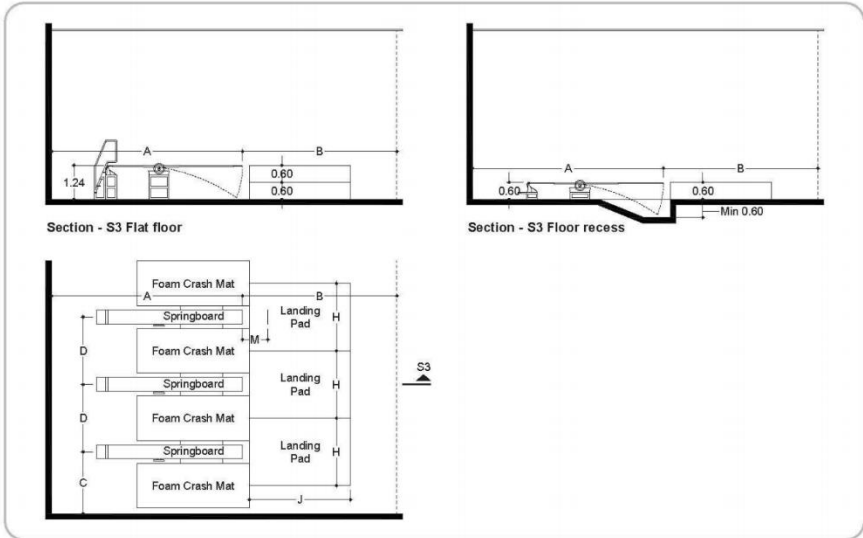 A
B
1.24
0.60
0.60
Section - S3 Flat floor
A
B
0.60
0.60
Min 0.60
Section - S3 Floor recess
Foam Crash Mat
A
B
Springboard
Landing
Pad
H
M
D
Foam Crash Mat
S3
Springboard
Landing
Pad
H
D
Foam Crash Mat
Springboard
Landing
Pad
H
C
Foam Crash Mat
J